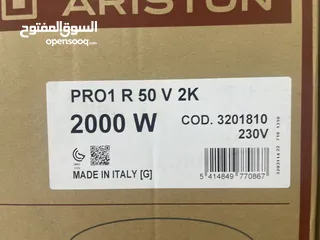 ARISTON
السوق المفتوح
opensooq.com
PRO1 R 50 V 2K
2000 W
COD. 3201810
230V
MADE IN ITALY [G]
5 414849 770867